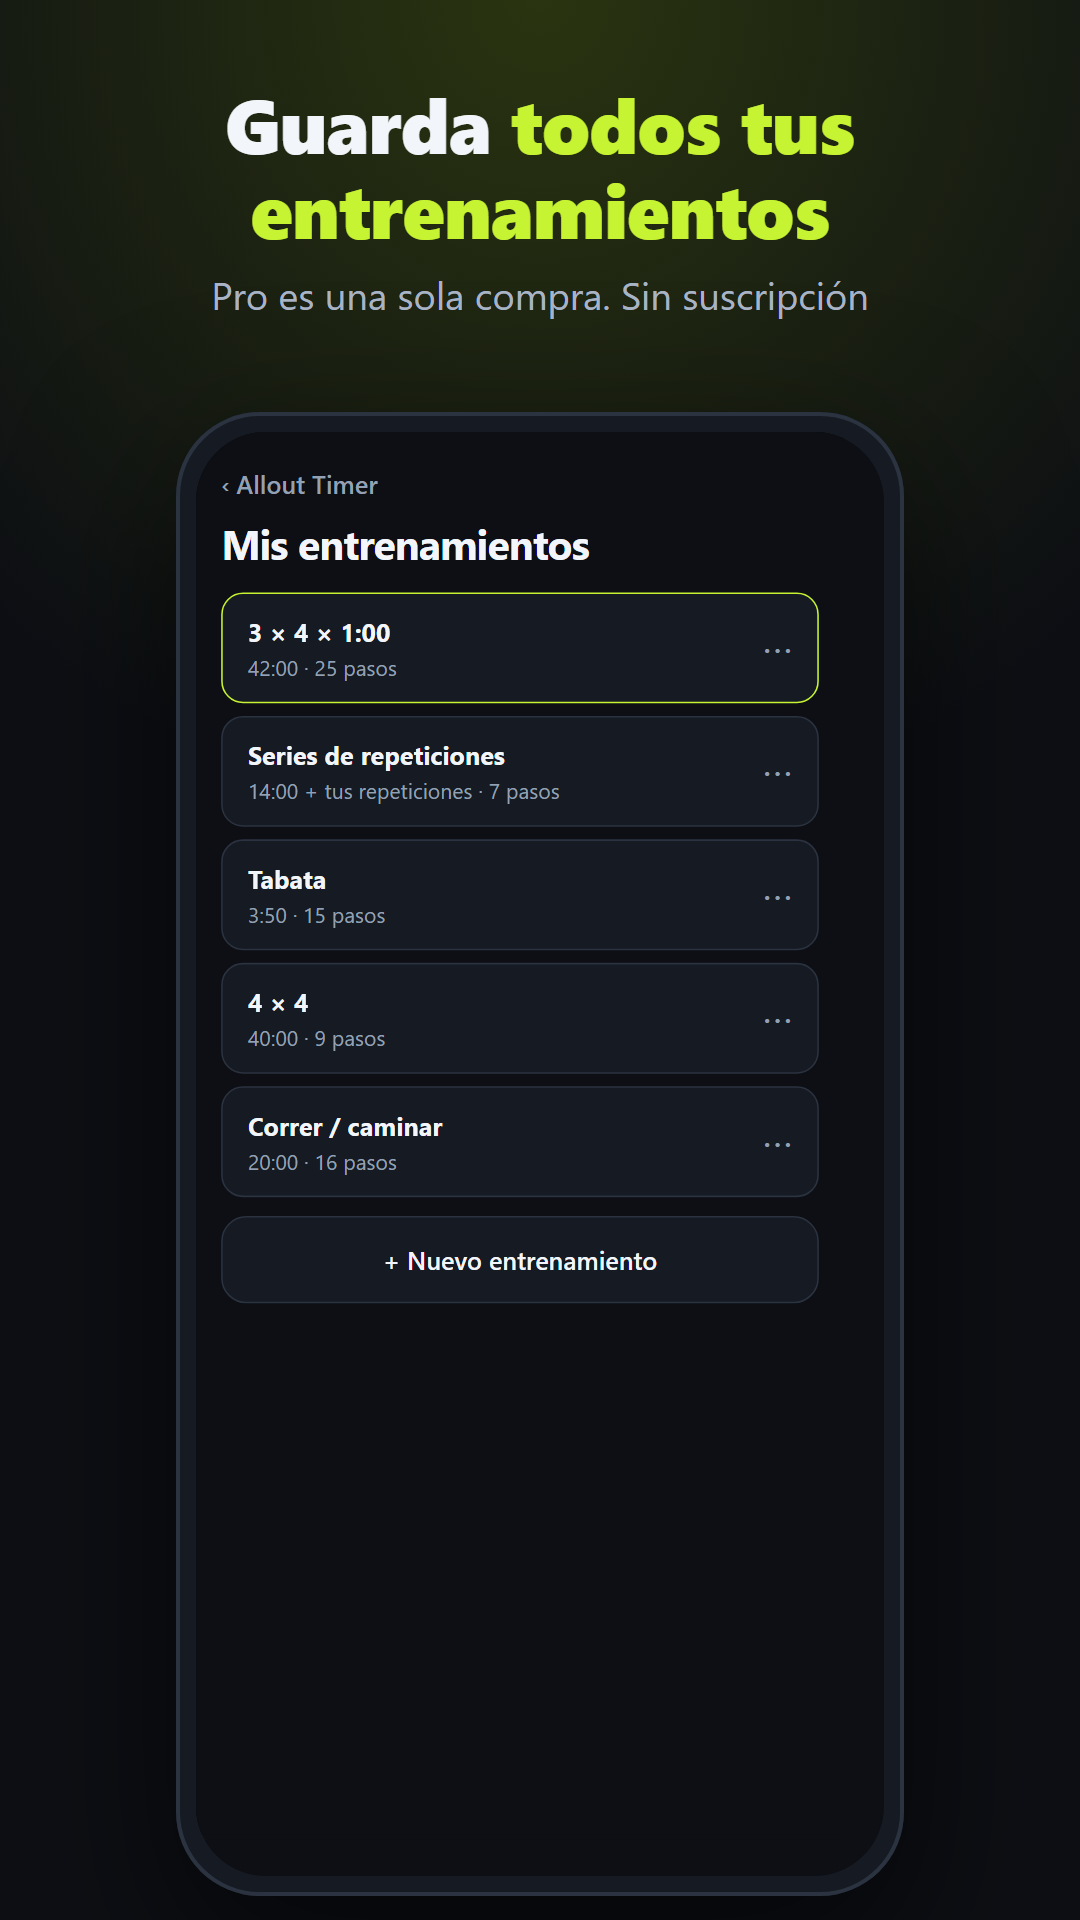 Guarda todos tus
entrenamientos
Pro es una sola compra. Sin suscripción
‹ Allout Timer
Mis entrenamientos
3 × 4 × 1:00
42:00 · 25 pasos
...
Series de repeticiones
14:00 + tus repeticiones · 7 pasos
...
Tabata
3:50 · 15 pasos
...
4 × 4
40:00 · 9 pasos
...
Correr / caminar
20:00 · 16 pasos
...
+ Nuevo entrenamiento